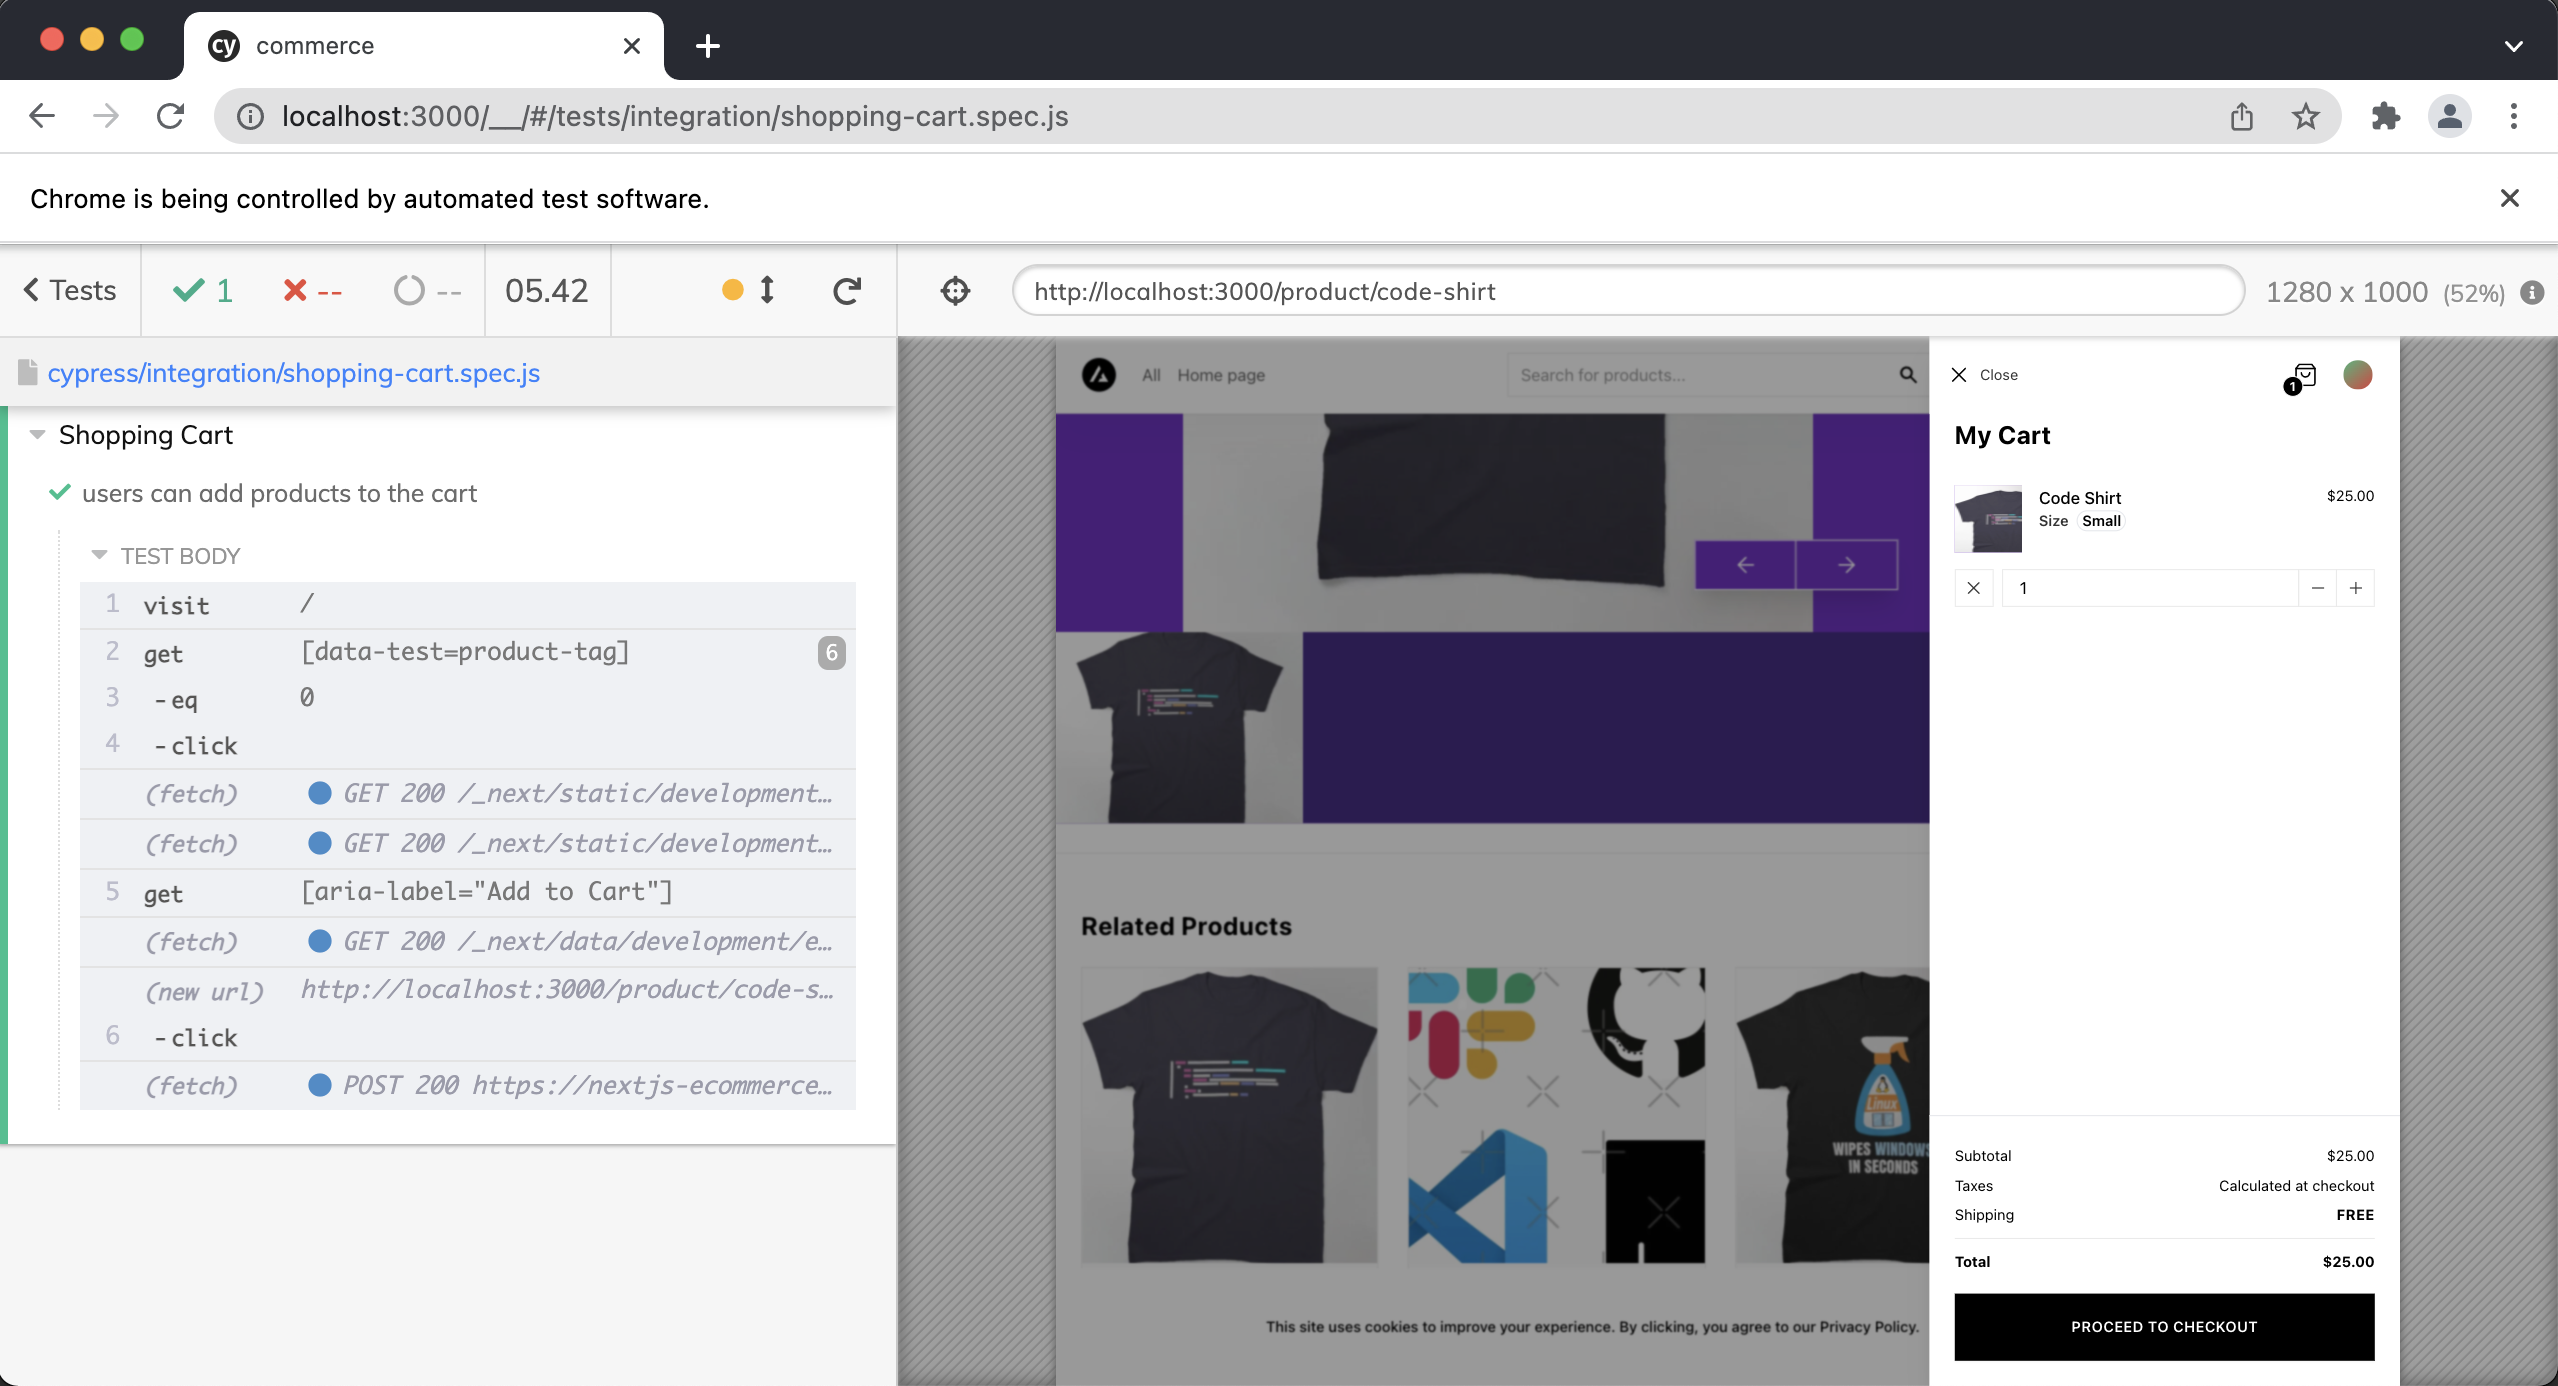 cy commerce
localhost:3000/__/#/tests/integration/shopping-cart.spec.js
Chrome is being controlled by automated test software.
Tests 1 -- -- 05.42
http://localhost:3000/product/code-shirt 1280 x 1000 (52%)
cypress/integration/shopping-cart.spec.js
Shopping Cart
users can add products to the cart
TEST BODY
1 visit /
2 get [data-test=product-tag] 6
3 -eq 0
4 -click
(fetch) GET 200 /_next/static/development…
(fetch) GET 200 /_next/static/development…
5 get [aria-label="Add to Cart"]
(fetch) GET 200 /_next/data/development/e…
(new url) http://localhost:3000/product/code-s…
6 -click
(fetch) POST 200 https://nextjs-ecommerce…
All Home page Search for products...
Related Products
Linux
WIPES WINDOWS
IN SECONDS
This site uses cookies to improve your experience. By clicking, you agree to our Privacy Policy.
Close 1
My Cart
Code Shirt $25.00
Size Small
1
Subtotal $25.00
Taxes Calculated at checkout
Shipping FREE
Total $25.00
PROCEED TO CHECKOUT